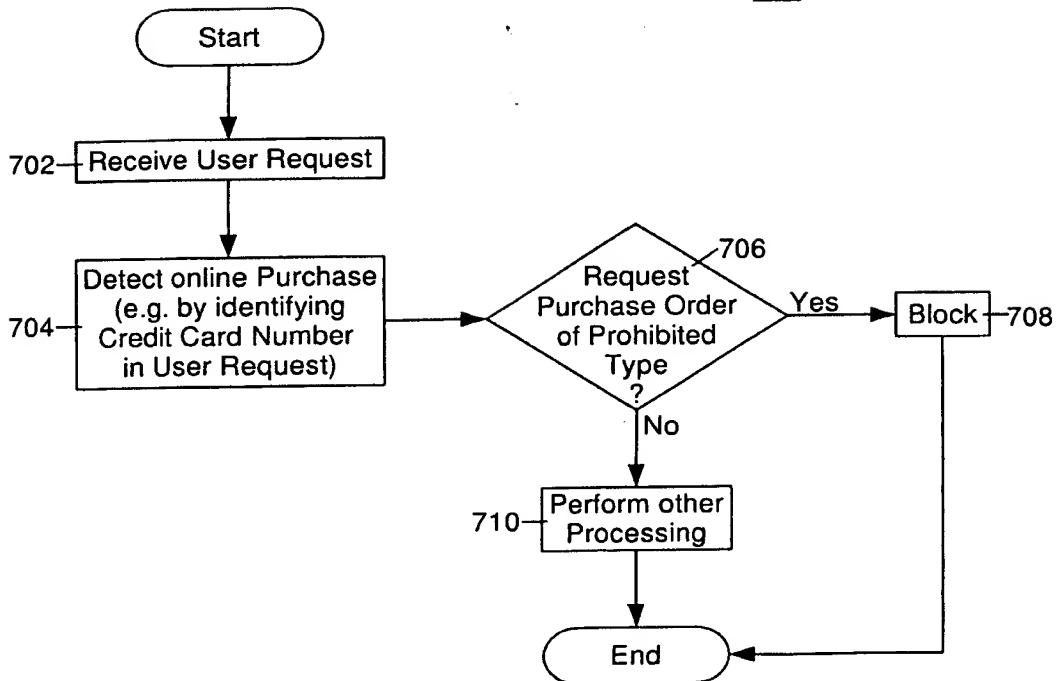 Start
702
Receive User Request
704
Detect online Purchase
(e.g. by identifying
Credit Card Number
in User Request)
706
Request
Purchase Order
of Prohibited
Type
?
Yes
Block
708
No
710
Perform other
Processing
End